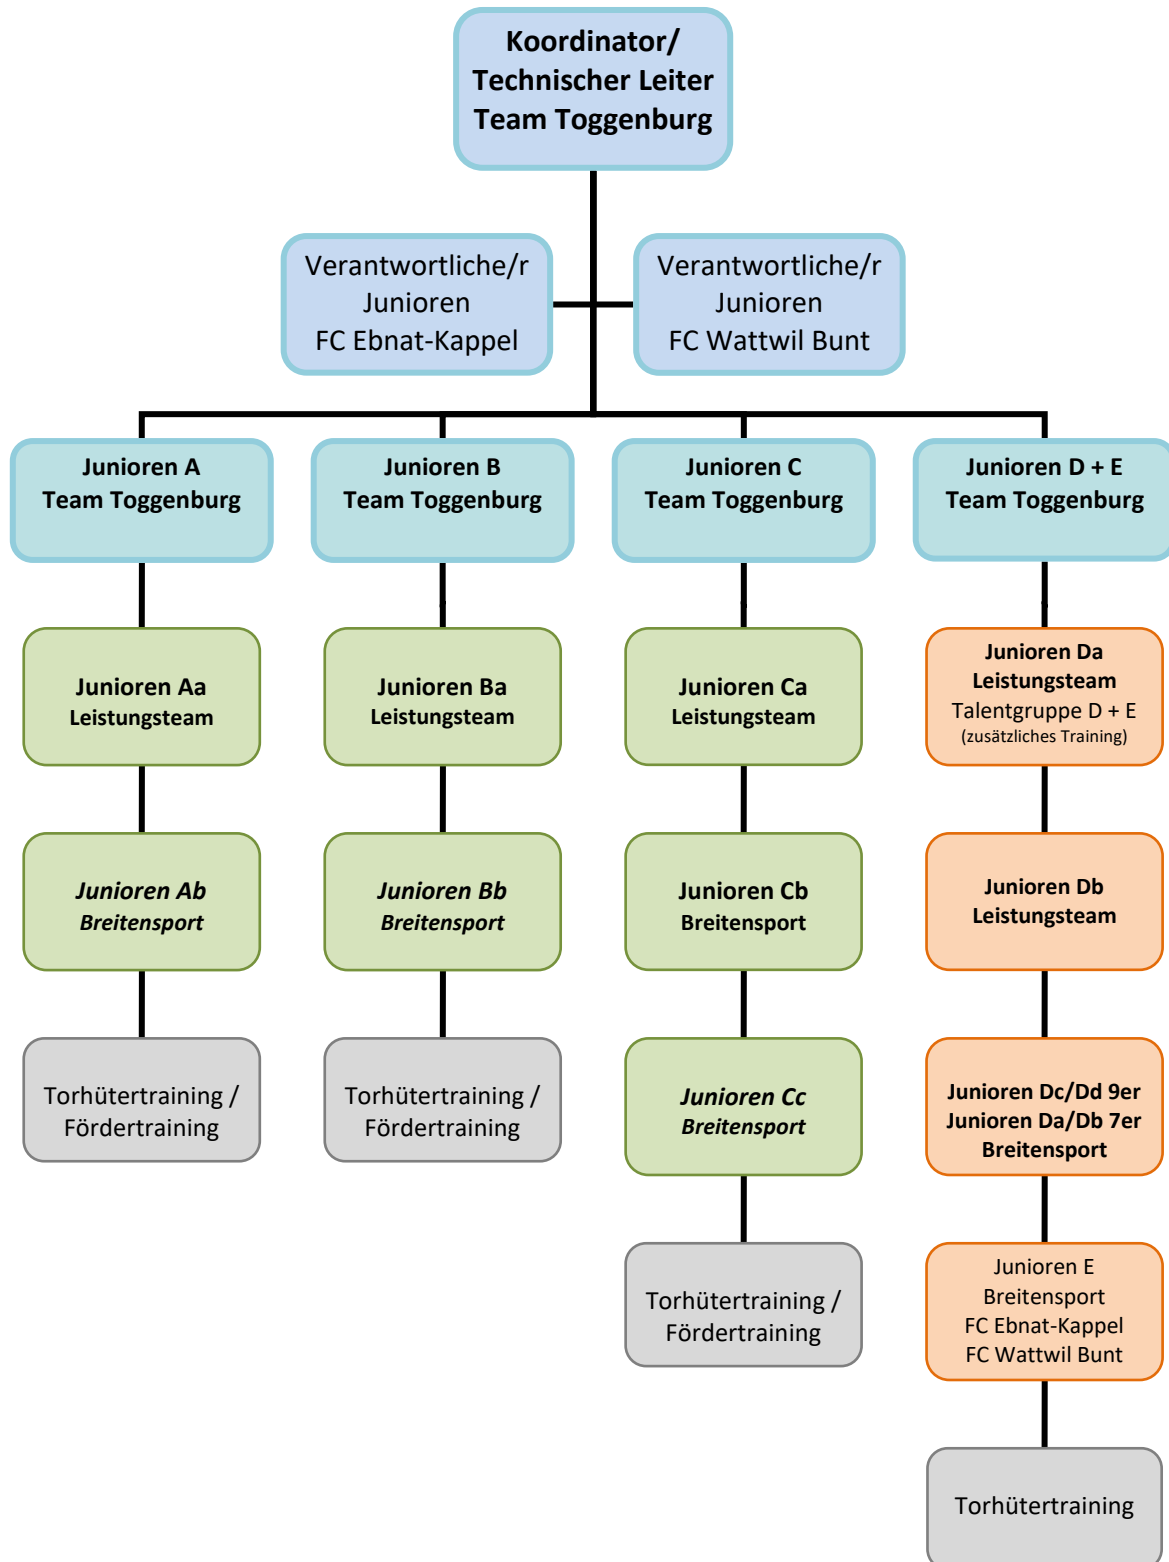 Koordinator/
Technischer Leiter
Team Toggenburg
Verantwortliche/r
Junioren
FC Ebnat-Kappel
Verantwortliche/r
Junioren
FC Wattwil Bunt
Junioren A
Team Toggenburg
Junioren B
Team Toggenburg
Junioren C
Team Toggenburg
Junioren D + E
Team Toggenburg
Junioren Aa
Leistungsteam
Junioren Ba
Leistungsteam
Junioren Ca
Leistungsteam
Junioren Da
Leistungsteam
Talentgruppe D + E
(zusätzliches Training)
Junioren Ab
Breitensport
Junioren Bb
Breitensport
Junioren Cb
Breitensport
Junioren Db
Leistungsteam
Torhütertraining /
Fördertraining
Torhütertraining /
Fördertraining
Junioren Cc
Breitensport
Junioren Dc/Dd 9er
Junioren Da/Db 7er
Breitensport
Torhütertraining /
Fördertraining
Junioren E
Breitensport
FC Ebnat-Kappel
FC Wattwil Bunt
Torhütertraining